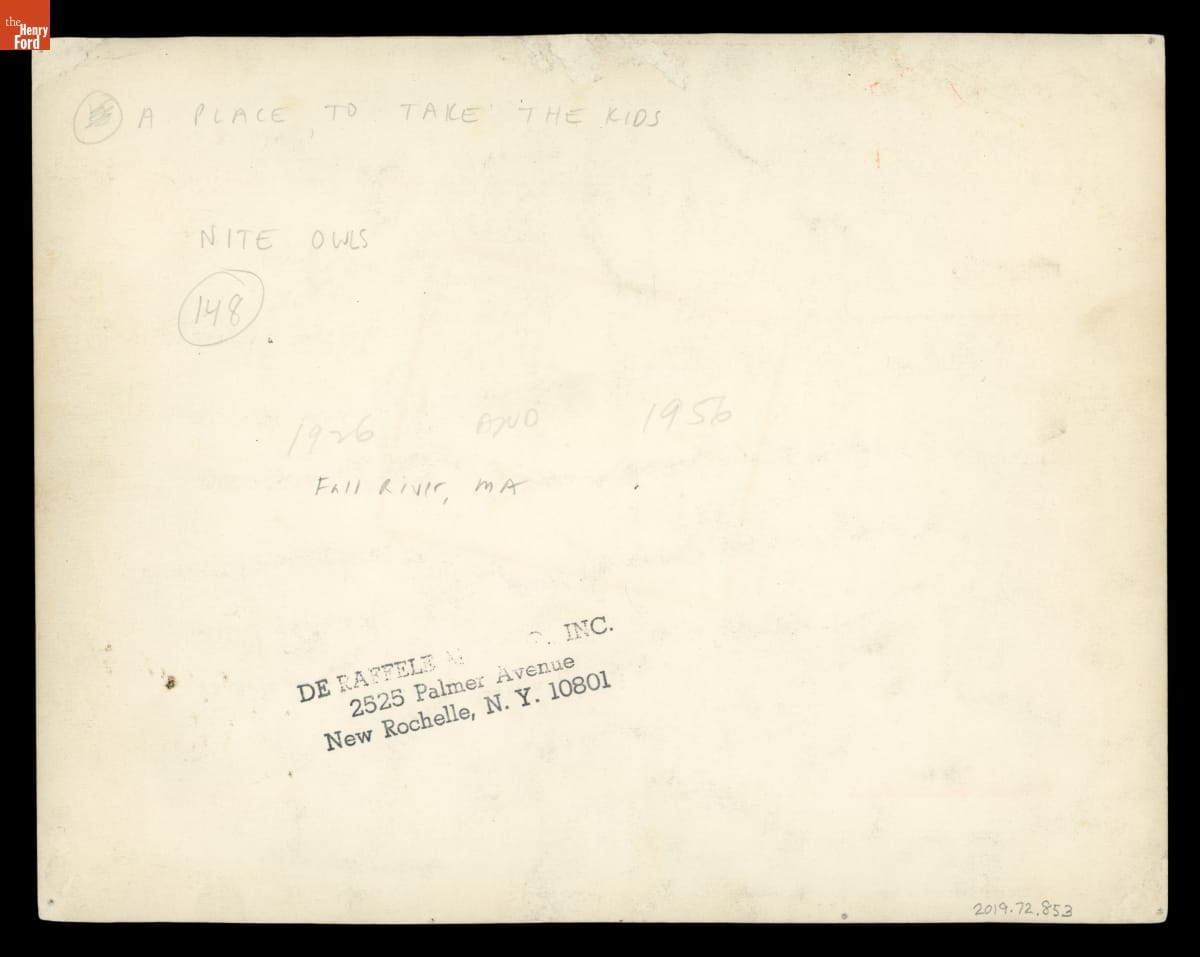 the
Henry
Ford
A PLACE TO TAKE THE KIDS
NITE OWLS
148
1926 AND 1956
Fall River, MA
DE RAFFELE M O. INC.
2525 Palmer Avenue
New Rochelle, N. Y. 10801
2019.72.853